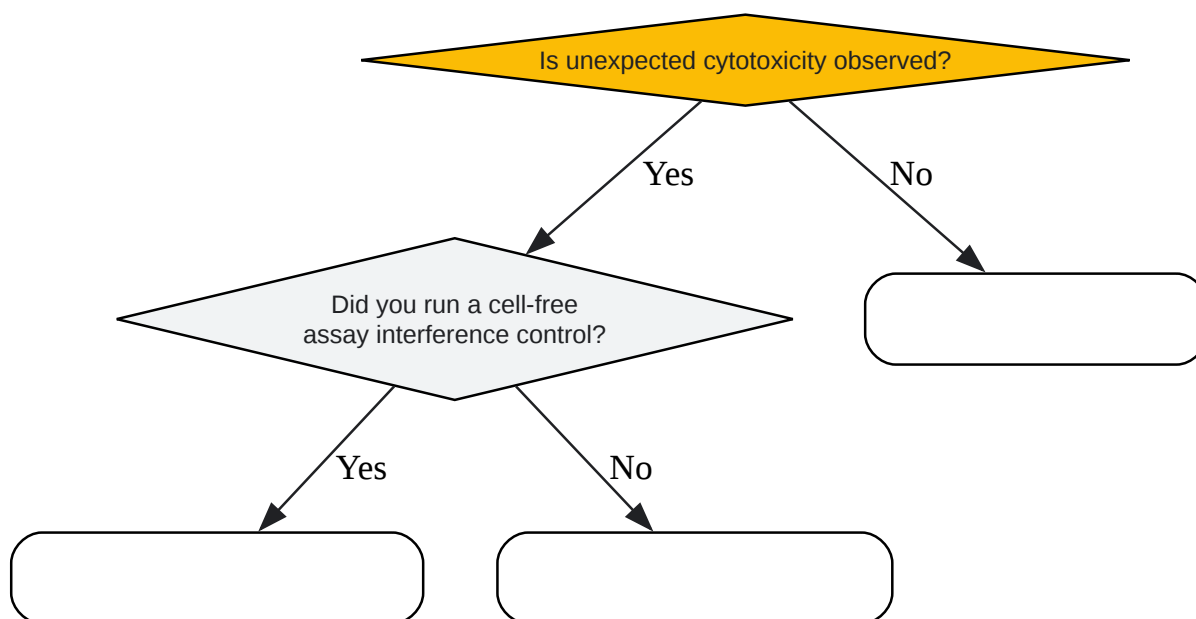 Is unexpected cytotoxicity observed?
Yes
No
Did you run a cell-free
assay interference control?
Yes
No